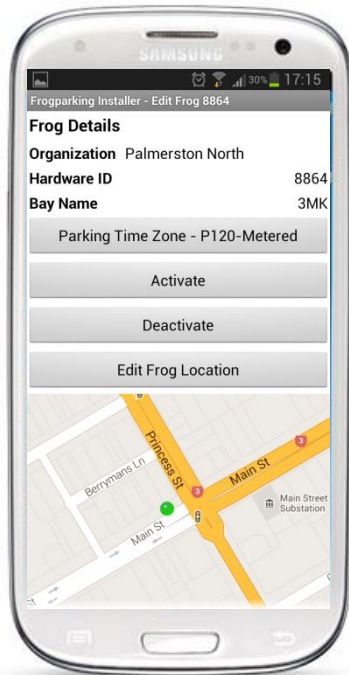 SAMSUNG
30% 17:15
Frogparking Installer - Edit Frog 8864
Frog Details
Organization Palmerston North
Hardware ID 8864
Bay Name 3MK
Parking Time Zone - P120-Metered
Activate
Deactivate
Edit Frog Location
Princess St
3
Main St
Berrymans Ln
3
Main Street
Substation
Main St